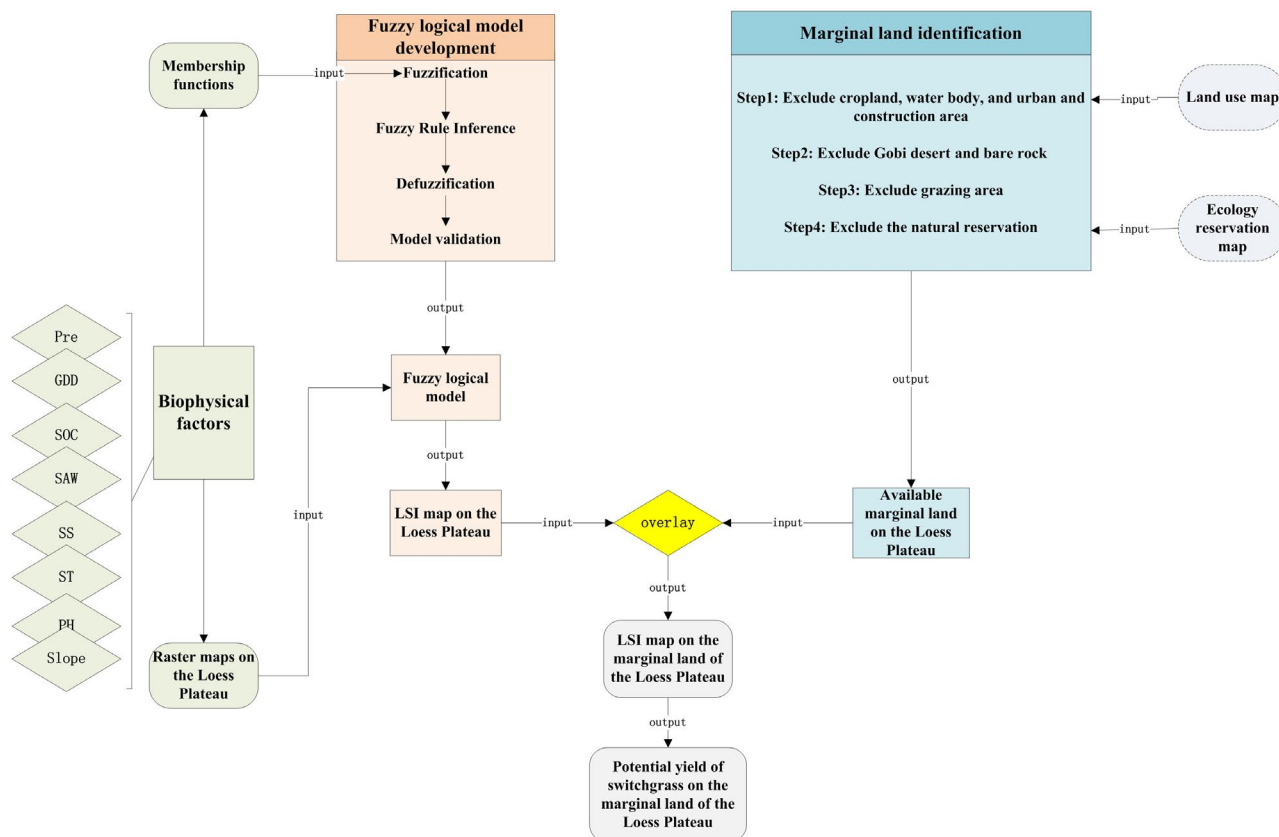 Fuzzy logical model
development
Membership
functions
input
Fuzzification
Fuzzy Rule Inference
Defuzzification
Model validation
Marginal land identification
Step1: Exclude cropland, water body, and urban and
construction area
Step2: Exclude Gobi desert and bare rock
Step3: Exclude grazing area
Step4: Exclude the natural reservation
input
Land use map
input
Ecology
reservation
map
output
output
Pre
GDD
SOC
SAW
SS
ST
PH
Slope
Biophysical
factors
Raster maps on
the Loess
Plateau
input
Fuzzy logical
model
output
LSI map on the
Loess Plateau
input
overlay
input
Available
marginal land
on the Loess
Plateau
output
LSI map on the
marginal land of
the Loess Plateau
output
Potential yield of
switchgrass on the
marginal land of the
Loess Plateau